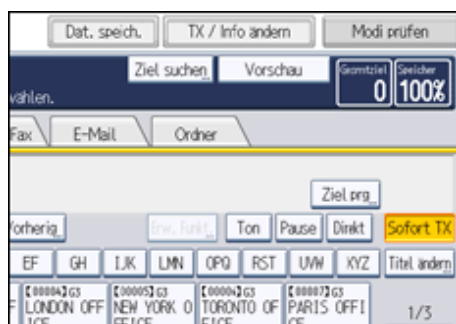 Dat. speich. TX / Info ändern Modi prüfen
Ziel suchen Vorschau Gesamtziel Speicher
wählen. 0 100%
Fax E-Mail Ordner
Ziel prg.
Vorherig. Erw. Funkt. Ton Pause Direkt Sofort TX
EF GH IJK LMN OPQ RST UVW XYZ Titel ändern
[00004]G3 [00005]G3 [00006]G3 [00007]G3
F LONDON OFF NEW YORK O TORONTO OF PARIS OFFI 1/3
ICE FFICE FICE CE